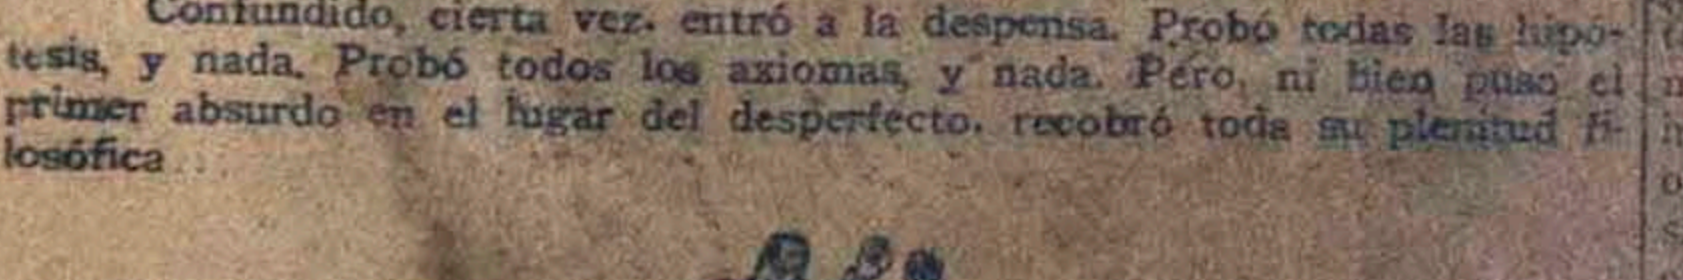 Confundido, cierta vez, entró a la despensa. Probó todas las hipó-
tesis, y nada. Probó todos los axiomas, y nada. Pero, ni bien puso el
primer absurdo en el lugar del desperfecto, recobró toda su plenitud fi-
losófica...